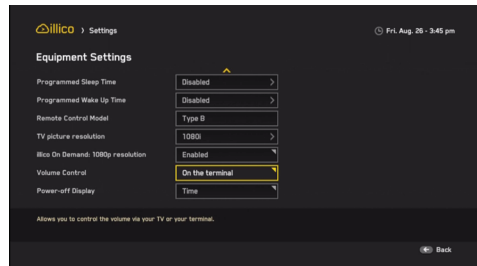 illico > Settings
Fri. Aug. 26 - 3:45 pm
Equipment Settings
Programmed Sleep Time Disabled >
Programmed Wake Up Time Disabled >
Remote Control Model Type B
TV picture resolution 1080i >
illico On Demand: 1080p resolution Enabled
Volume Control On the terminal
Power-off Display Time
Allows you to control the volume via your TV or your terminal.
Back